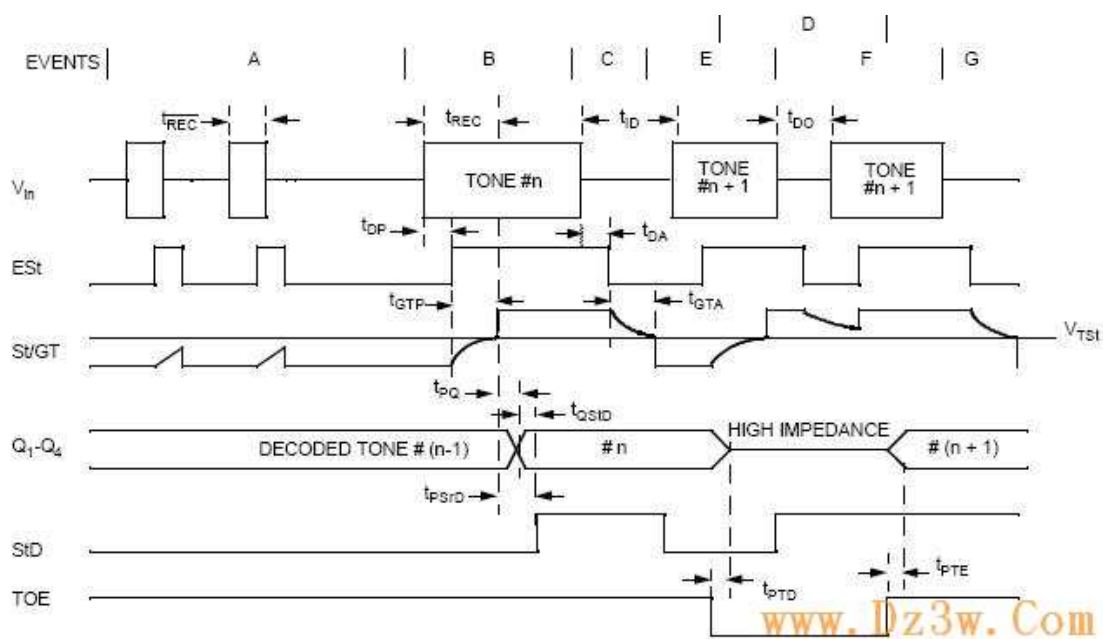 D
EVENTS A B C E F G
tREC tREC tID tDO
Vin TONE #n TONE #n + 1 TONE #n + 1
tDP tDA
ESt
tGTP tGTA
VTSt
St/GT
tPQ
tQStD
HIGH IMPEDANCE
Q1-Q4 DECODED TONE # (n-1) # n # (n + 1)
tPSrD
StD
tPTE
tPTD
TOE
www.Dz3w.Com